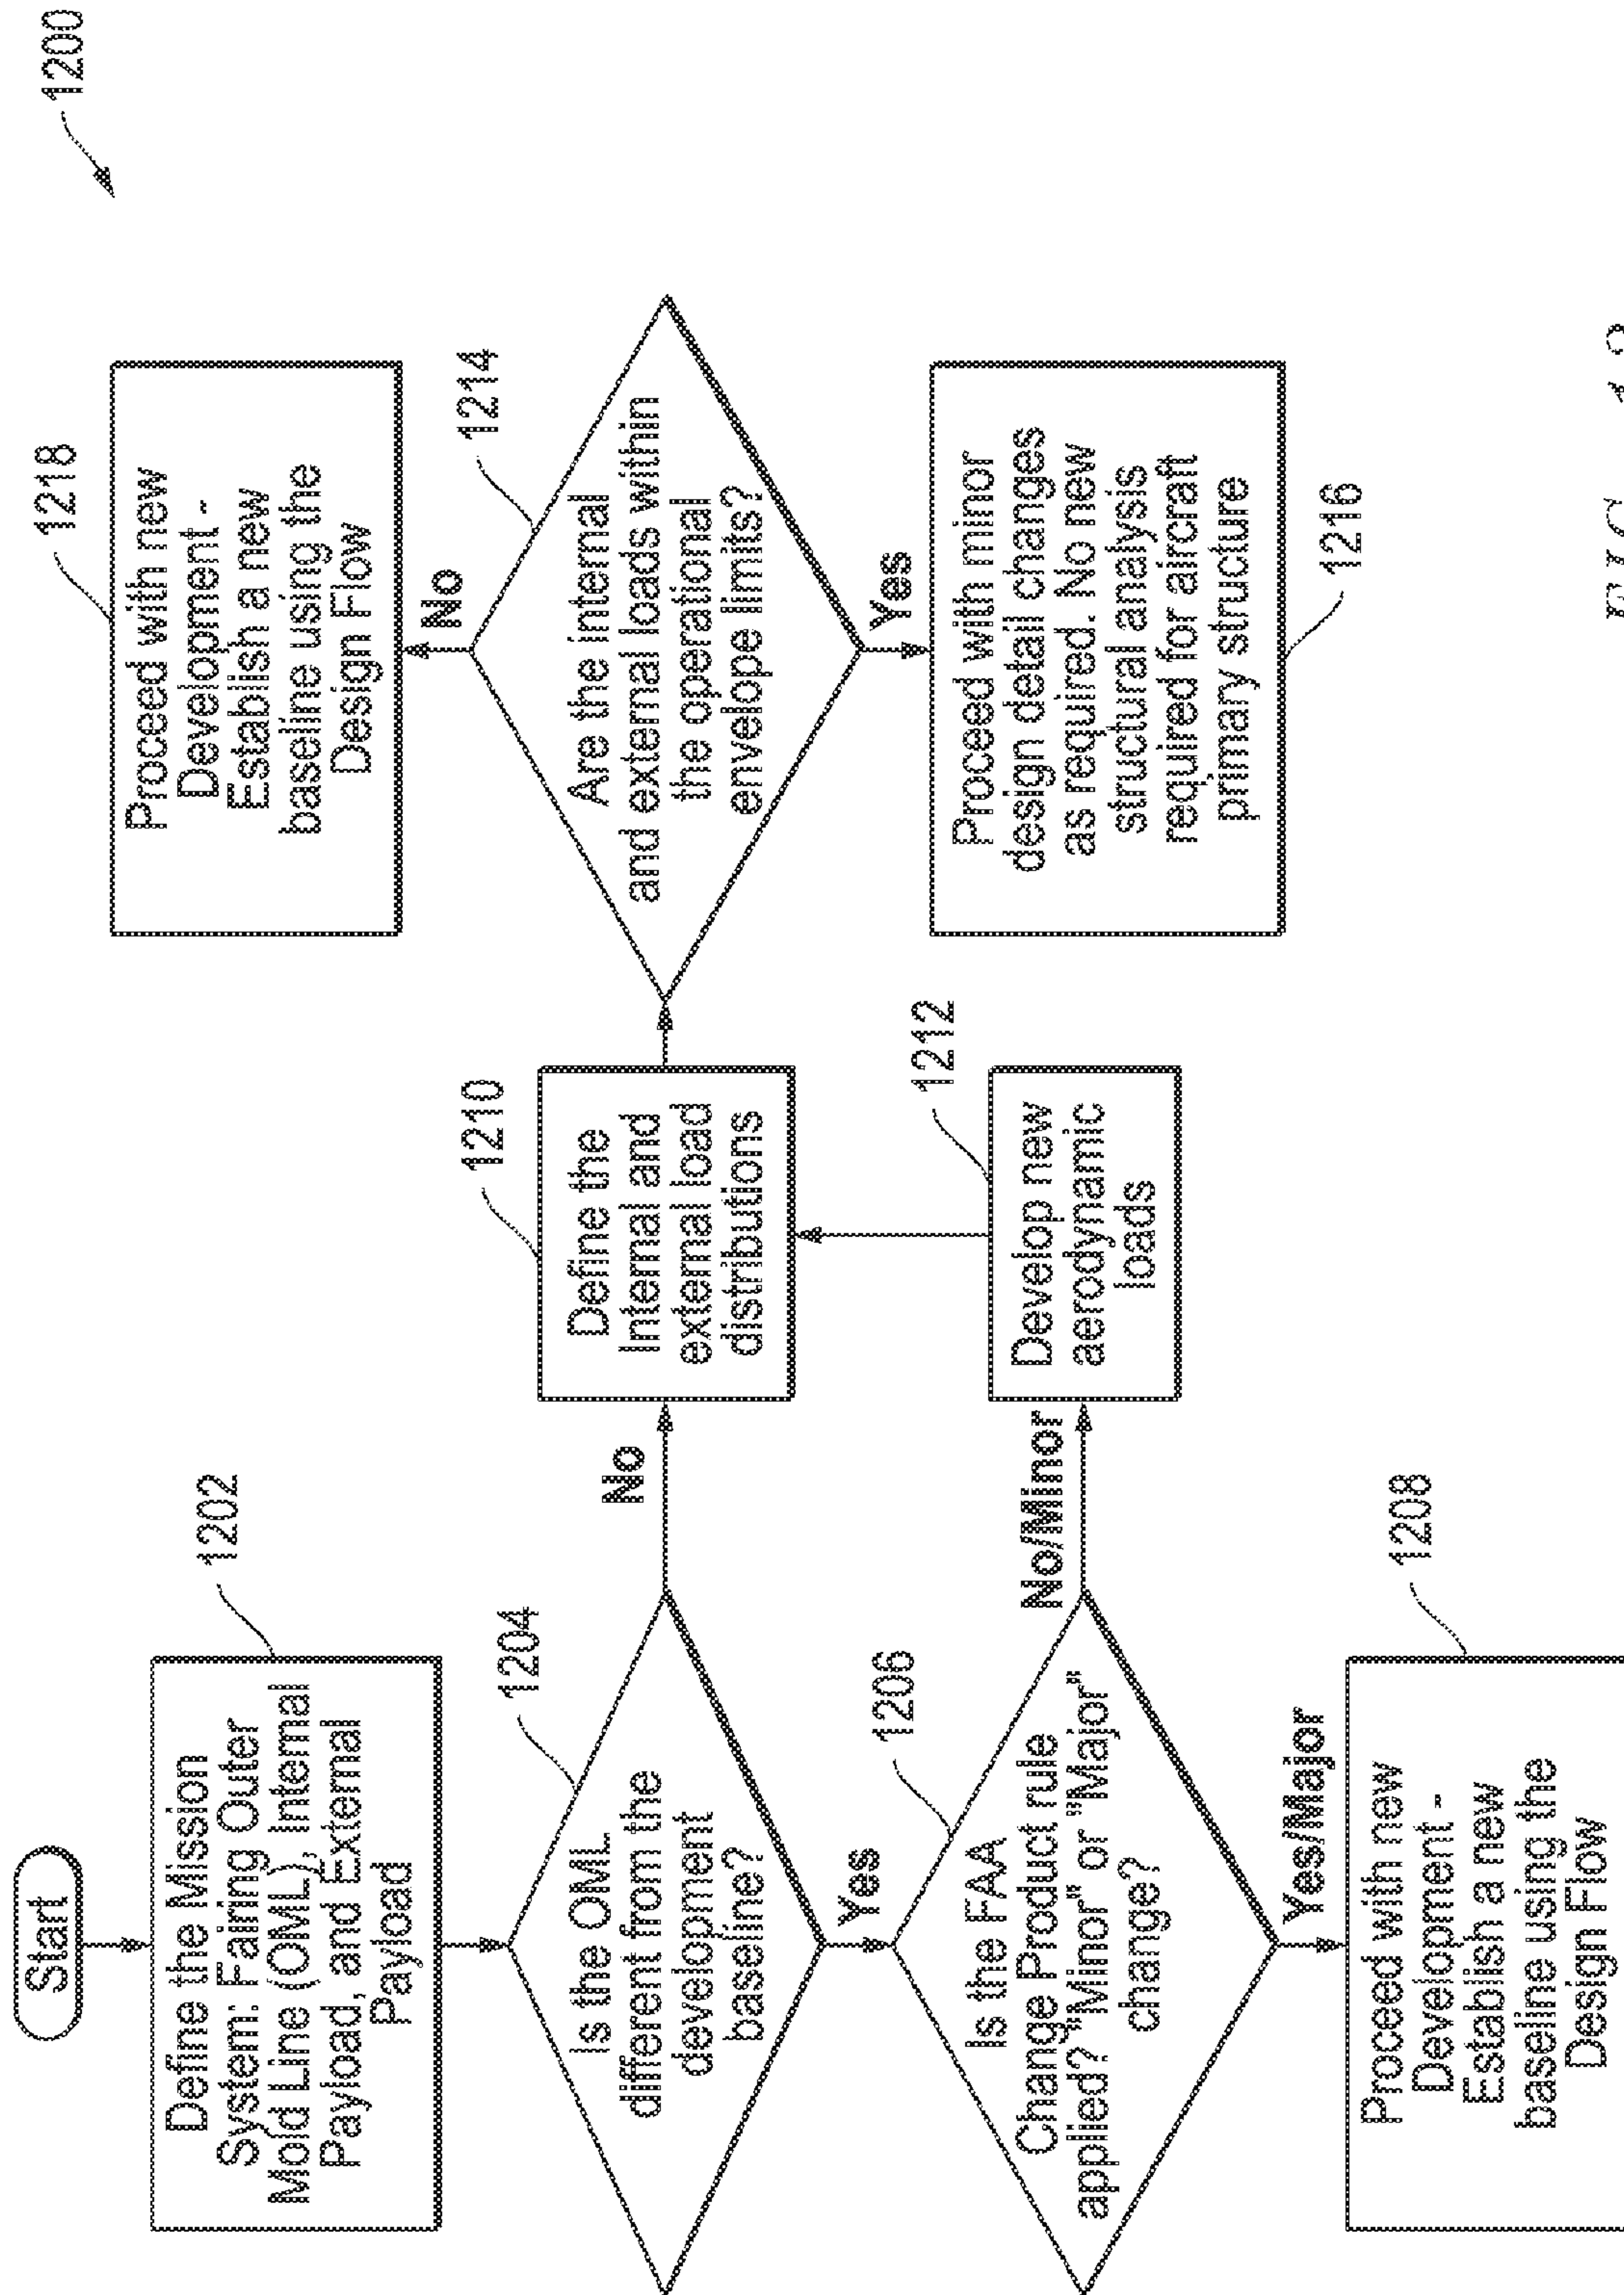 1200
Start
Define the Mission
System: Fairing Outer
Mold Line (OML), Internal
Payload, and External
Payload
1202
Is the OML
different from the
development
baseline?
1204
No
Yes
Is the FAA
Change Product rule
applied? "Minor" or "Major"
change?
1206
No/Minor
Yes/Major
Proceed with new
Development -
Establish a new
baseline using the
Design Flow
1208
Define the
Internal and
external load
distributions
1210
Develop new
aerodynamic
loads
1212
Are the internal
and external loads within
the operational
envelope limits?
1214
No
Yes
Proceed with new
Development -
Establish a new
baseline using the
Design Flow
1218
Proceed with minor
design detail changes
as required. No new
structural analysis
required for aircraft
primary structure
1216